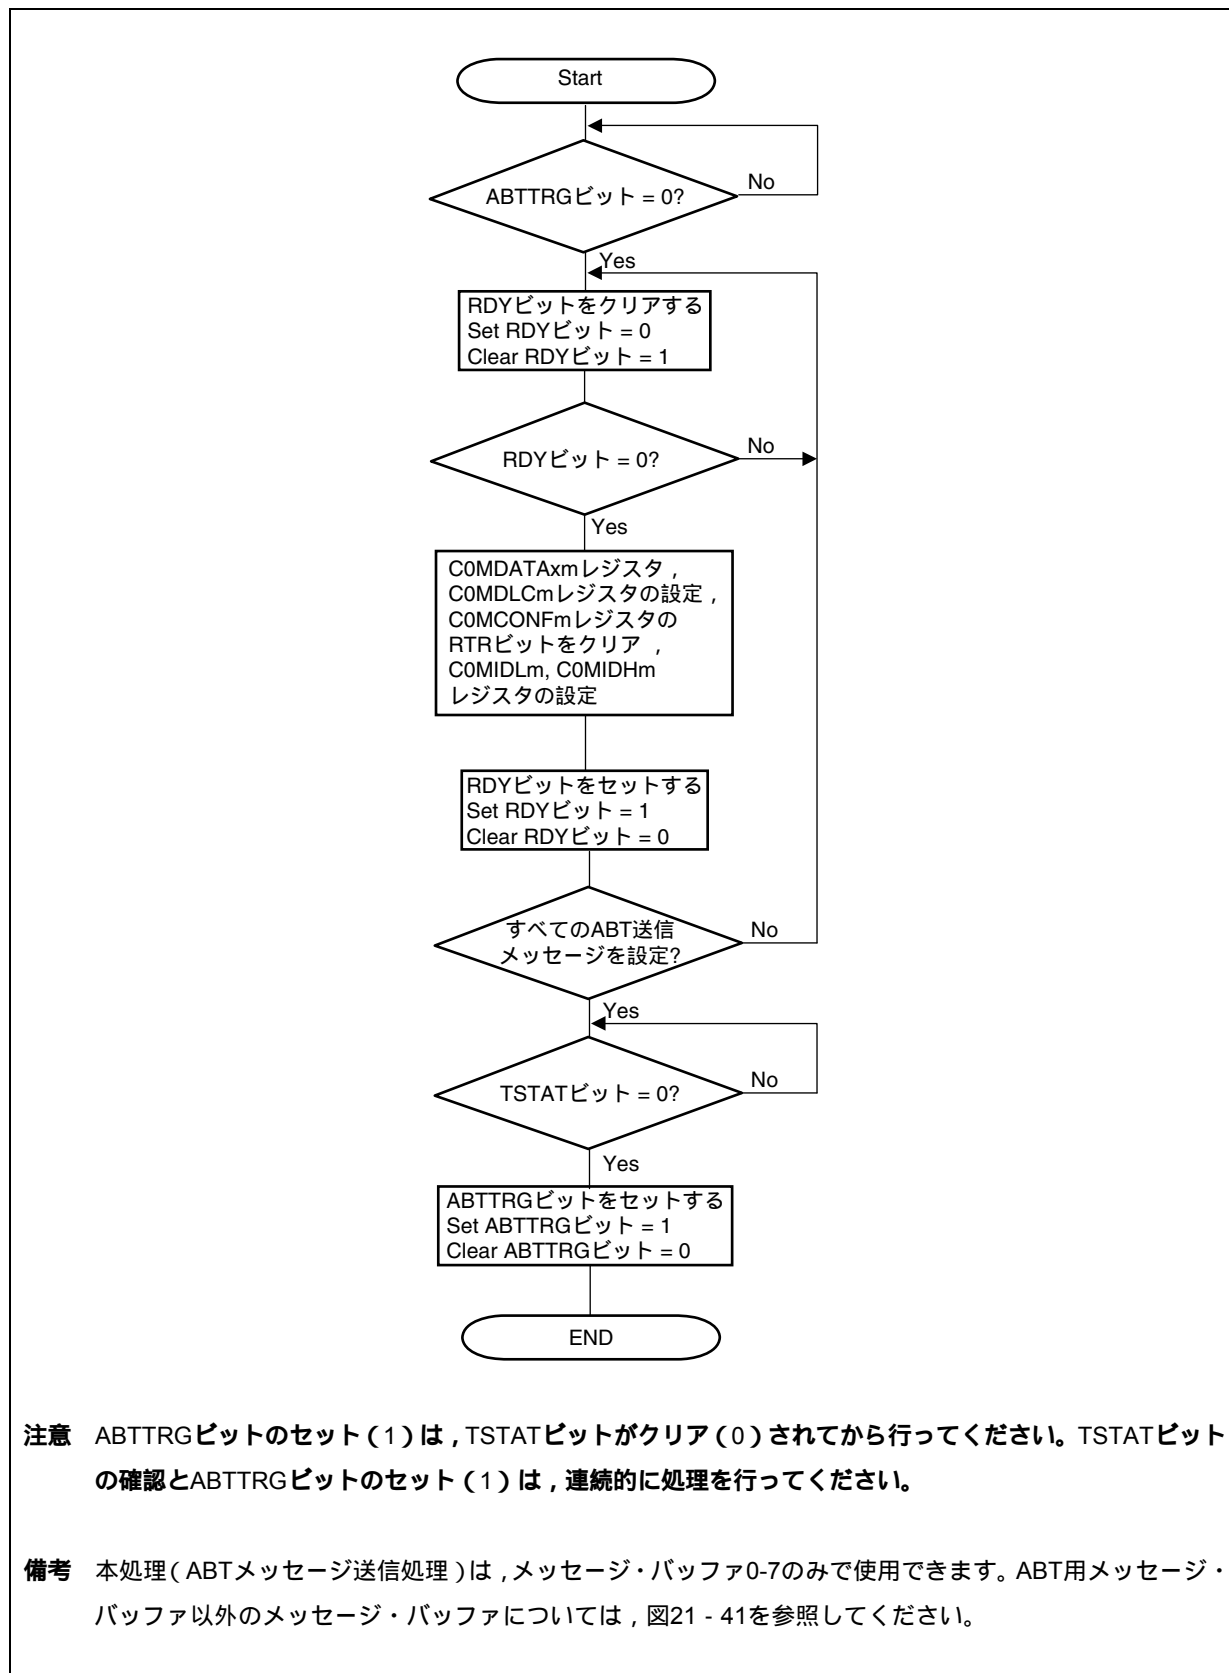 Start
ABTTRGビット = 0?
No
Yes
RDYビットをクリアする
Set RDYビット = 0
Clear RDYビット = 1
RDYビット = 0?
No
Yes
C0MDATAxmレジスタ，
C0MDLCmレジスタの設定，
C0MCONFmレジスタの
RTRビットをクリア ，
C0MIDLm, C0MIDHm
レジスタの設定
RDYビットをセットする
Set RDYビット = 1
Clear RDYビット = 0
すべてのABT送信
メッセージを設定?
No
Yes
TSTATビット = 0?
No
Yes
ABTTRGビットをセットする
Set ABTTRGビット = 1
Clear ABTTRGビット = 0
END
注意 ABTTRGビットのセット（1）は，TSTATビットがクリア（0）されてから行ってください。TSTATビット
の確認とABTTRGビットのセット（1）は，連続的に処理を行ってください。
備考 本処理（ABTメッセージ送信処理）は，メッセージ・バッファ0-7のみで使用できます。ABT用メッセージ・
バッファ以外のメッセージ・バッファについては，図21 - 41を参照してください。